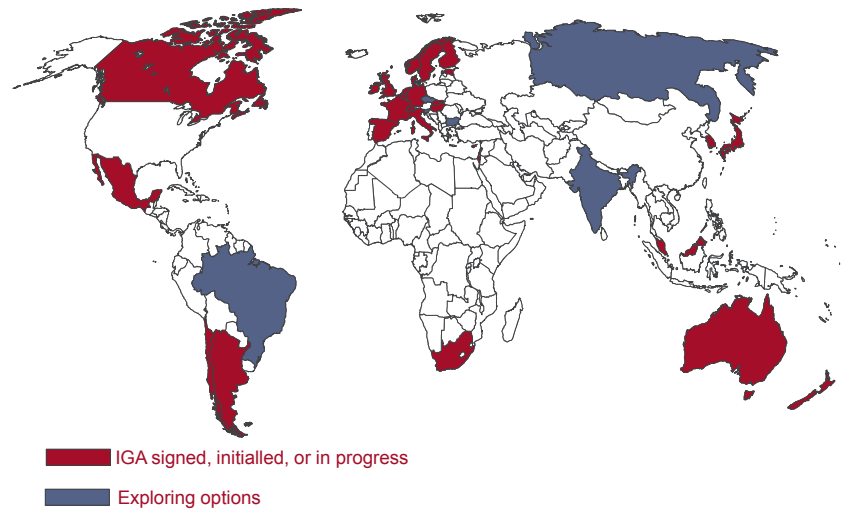 IGA signed, initialled, or in progress
Exploring options